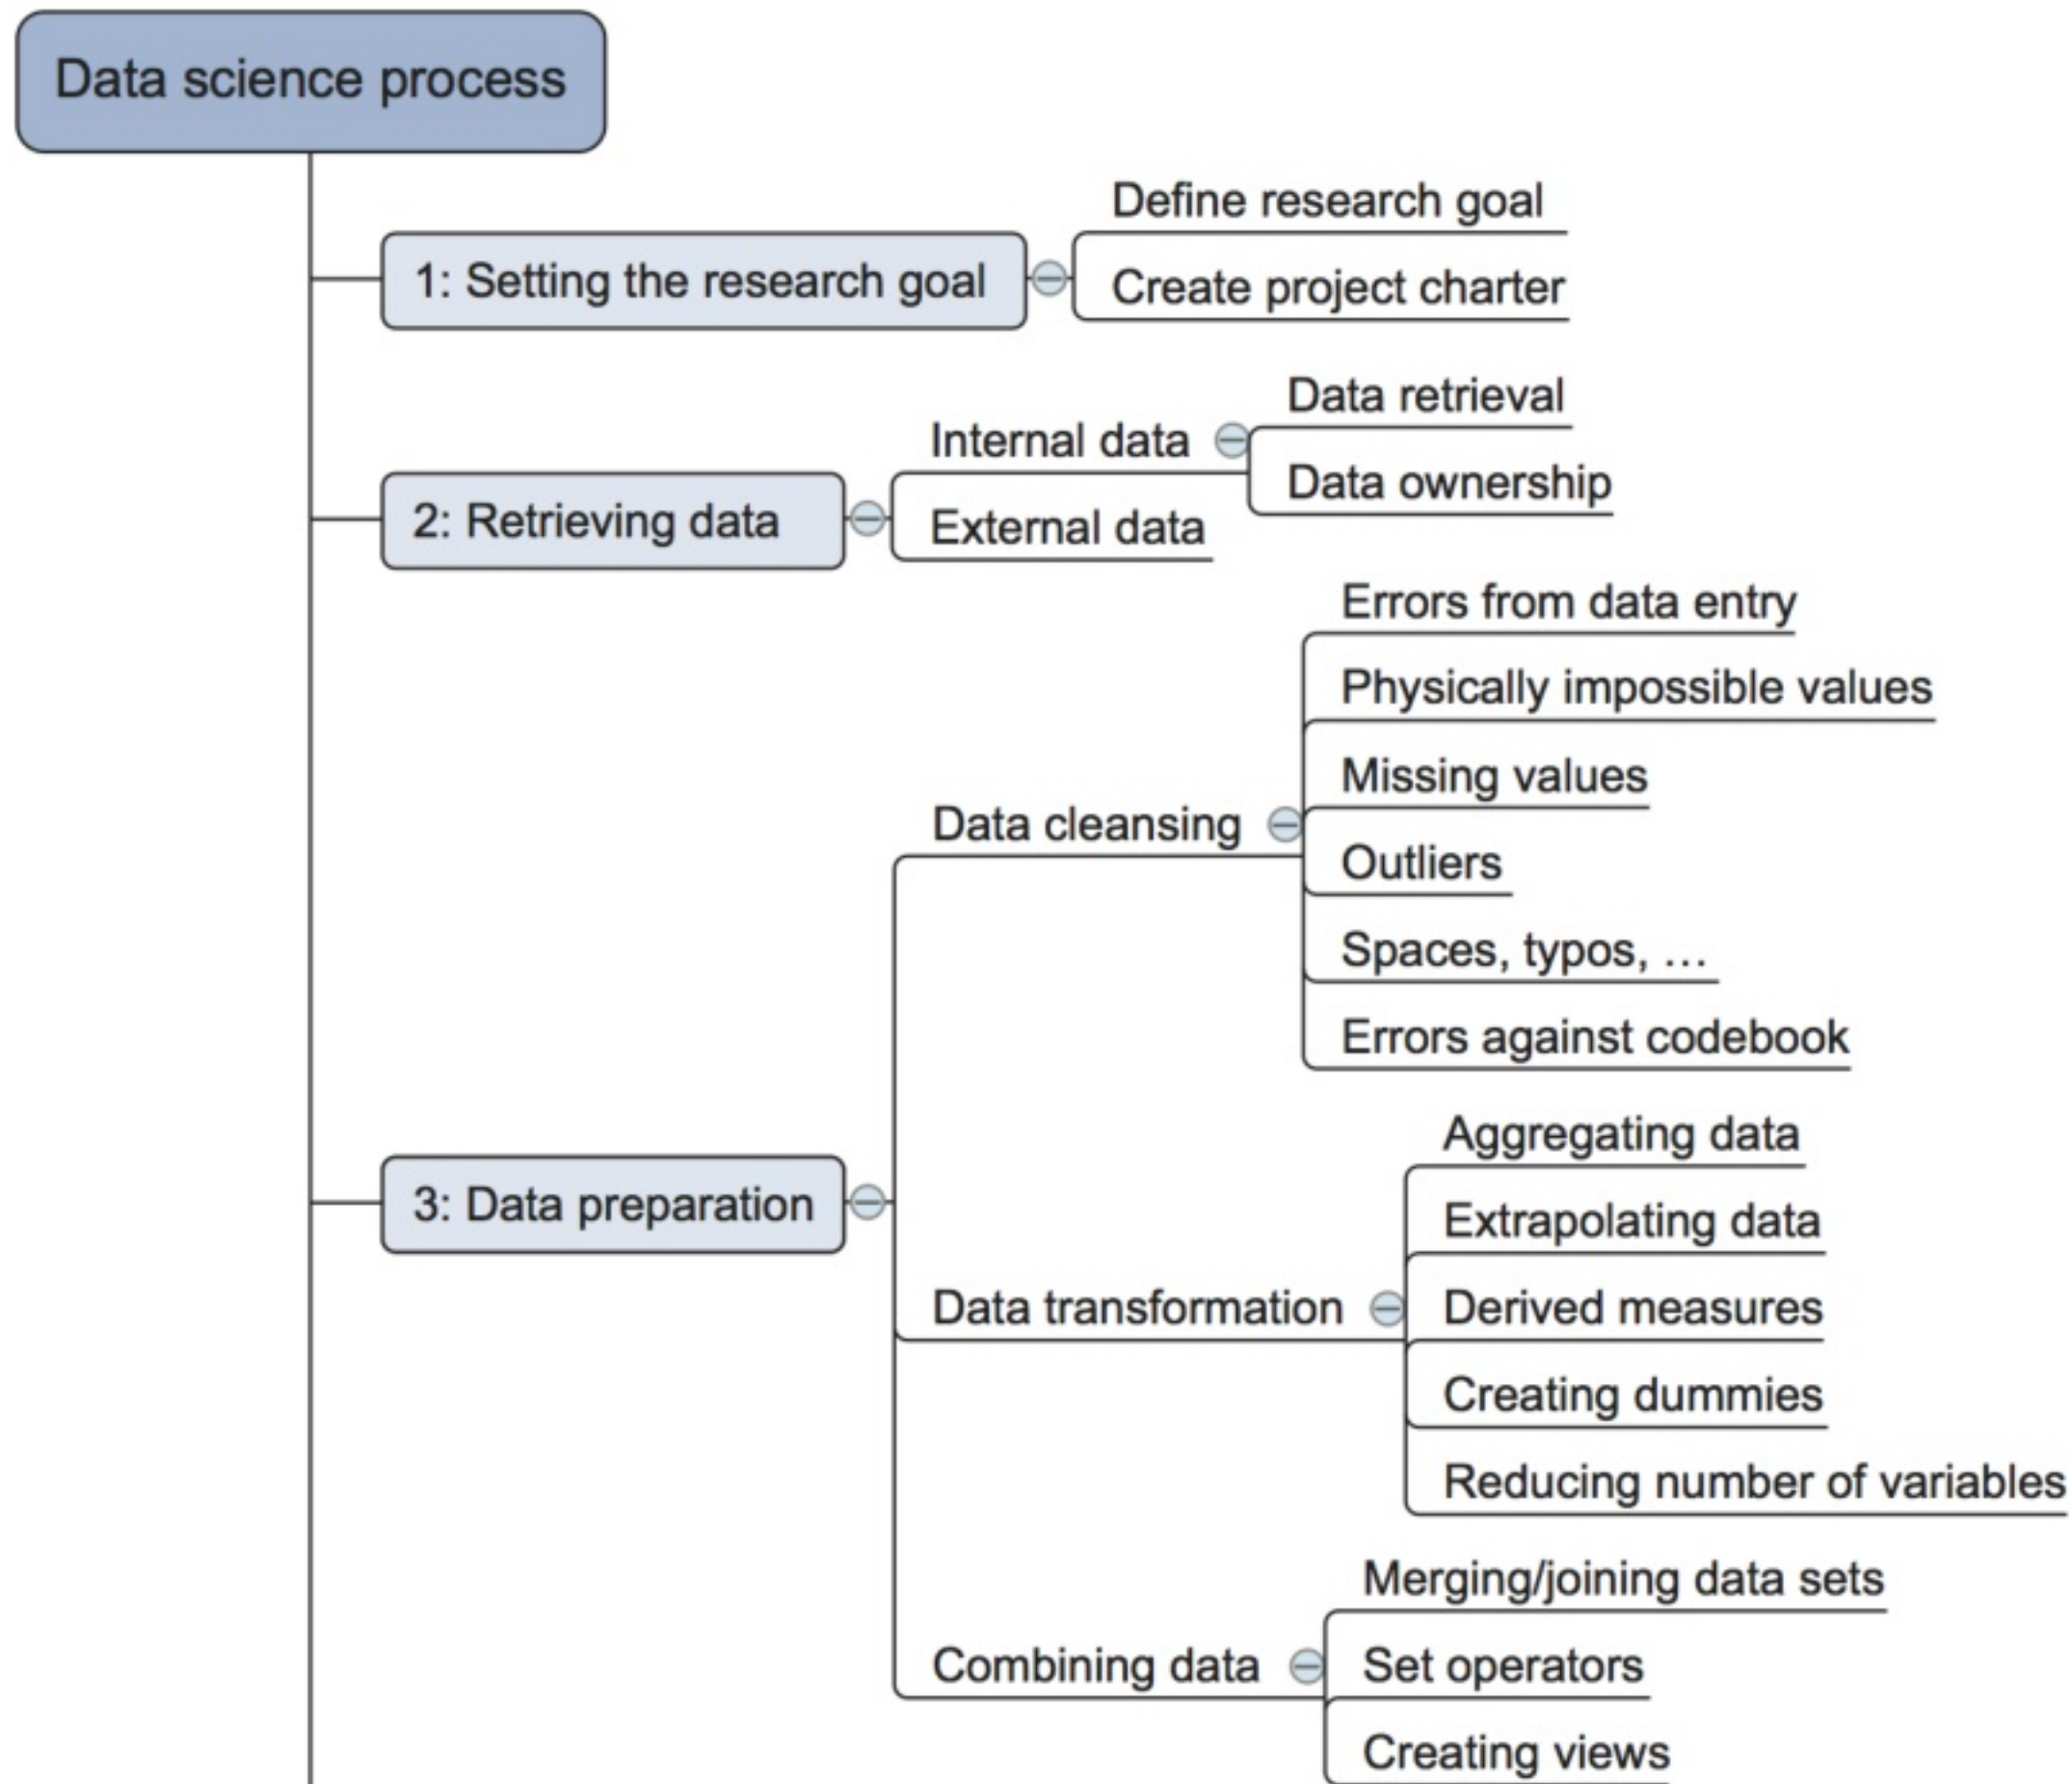 Data science process
1: Setting the research goal
Define research goal
Create project charter
2: Retrieving data
Internal data
Data retrieval
Data ownership
External data
3: Data preparation
Data cleansing
Errors from data entry
Physically impossible values
Missing values
Outliers
Spaces, typos, …
Errors against codebook
Data transformation
Aggregating data
Extrapolating data
Derived measures
Creating dummies
Reducing number of variables
Combining data
Merging/joining data sets
Set operators
Creating views